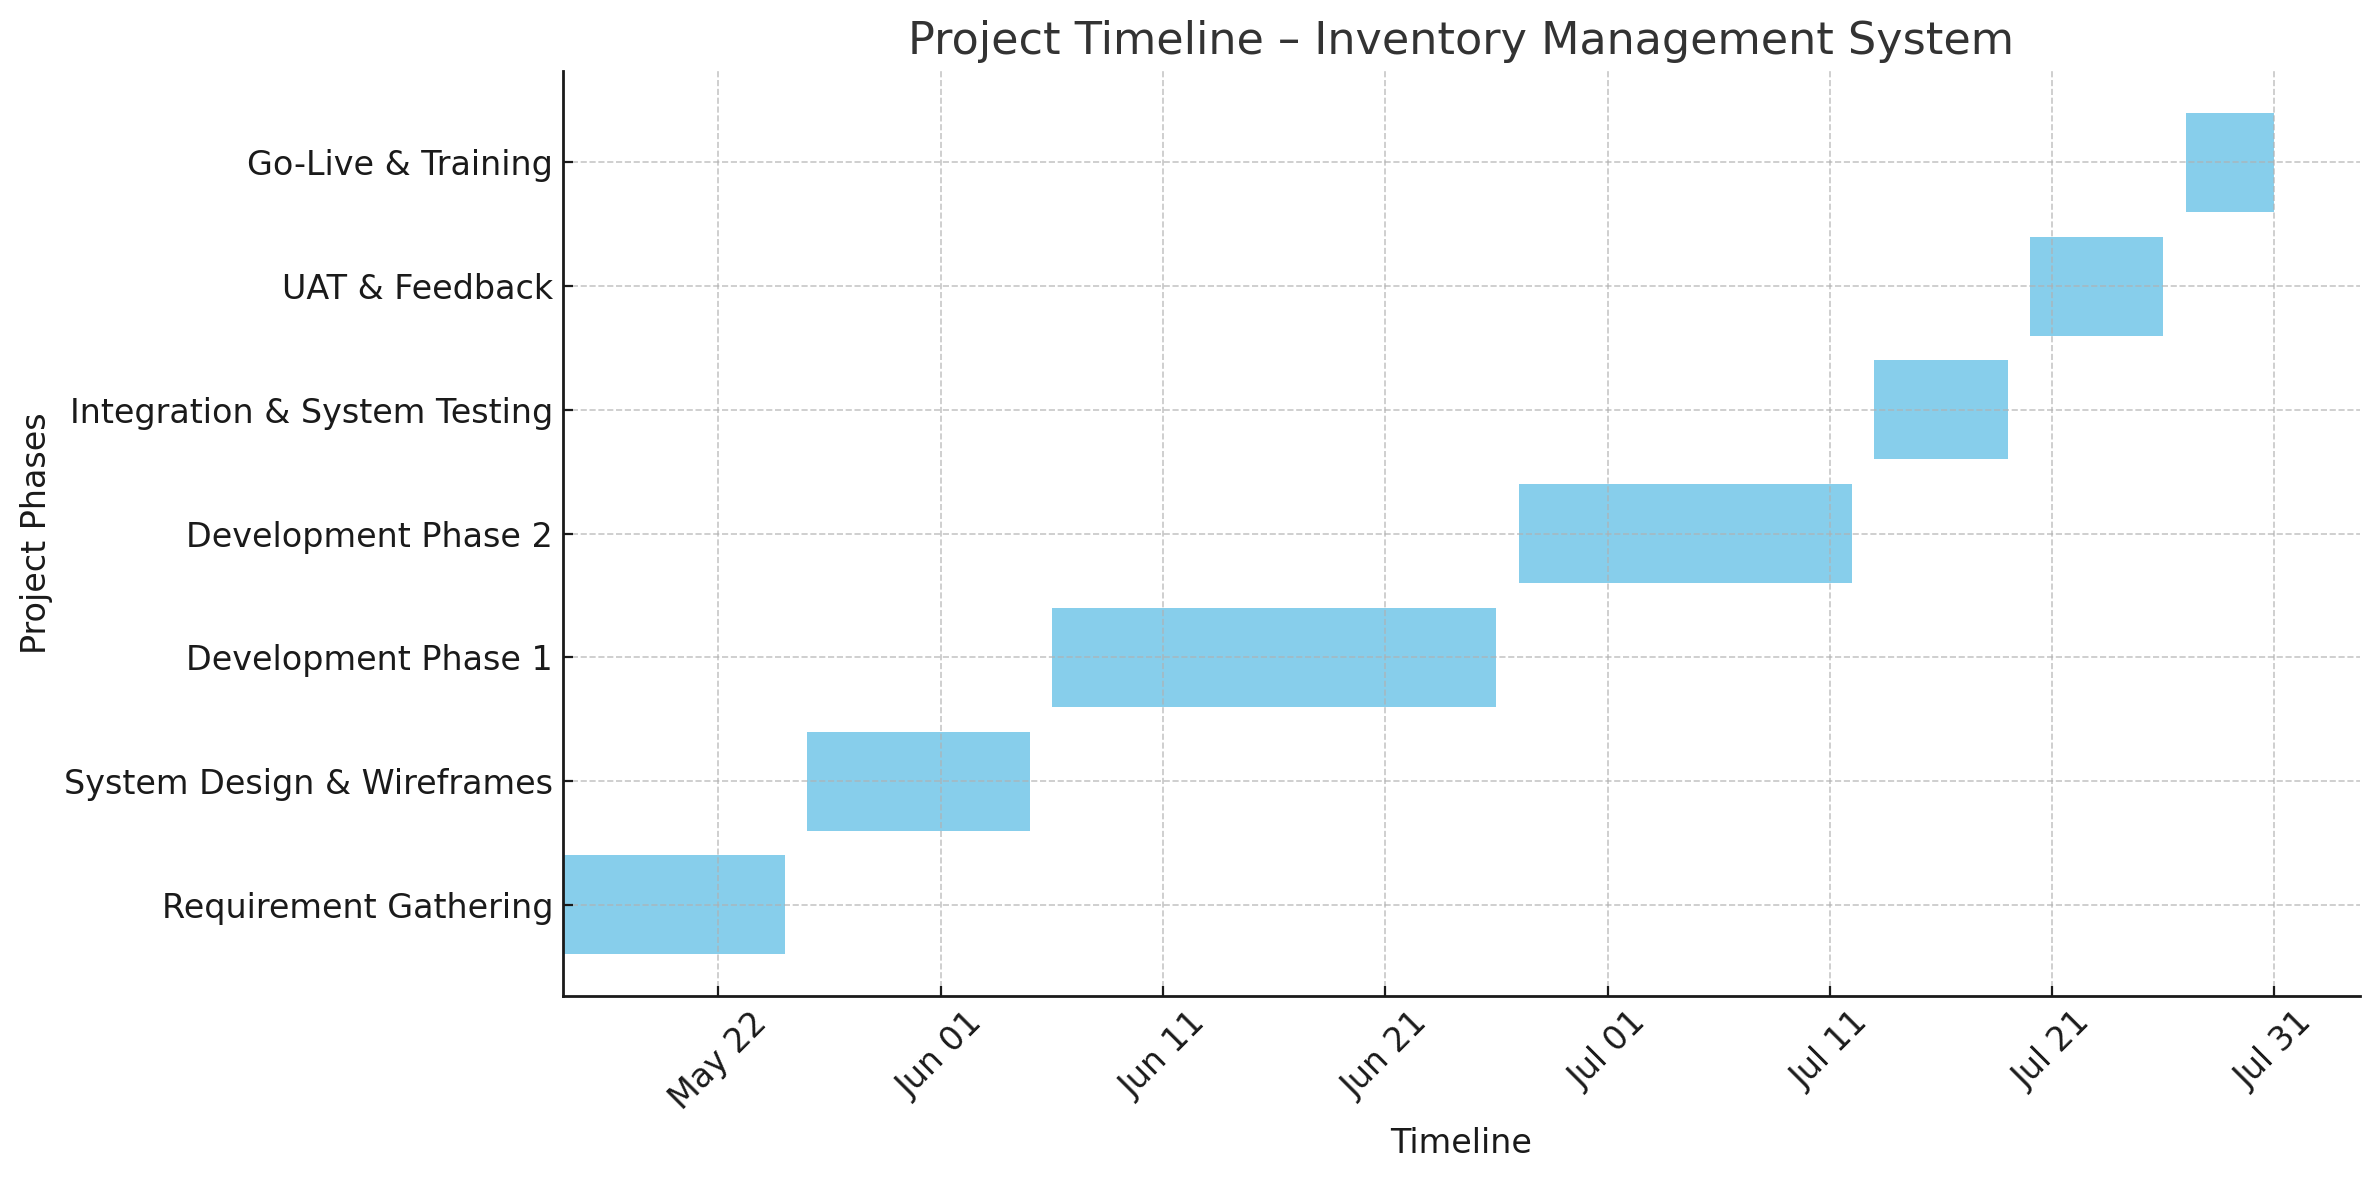 Project Timeline – Inventory Management System
Project Phases
Go-Live & Training
UAT & Feedback
Integration & System Testing
Development Phase 2
Development Phase 1
System Design & Wireframes
Requirement Gathering
May 22
Jun 01
Jun 11
Jun 21
Jul 01
Jul 11
Jul 21
Jul 31
Timeline